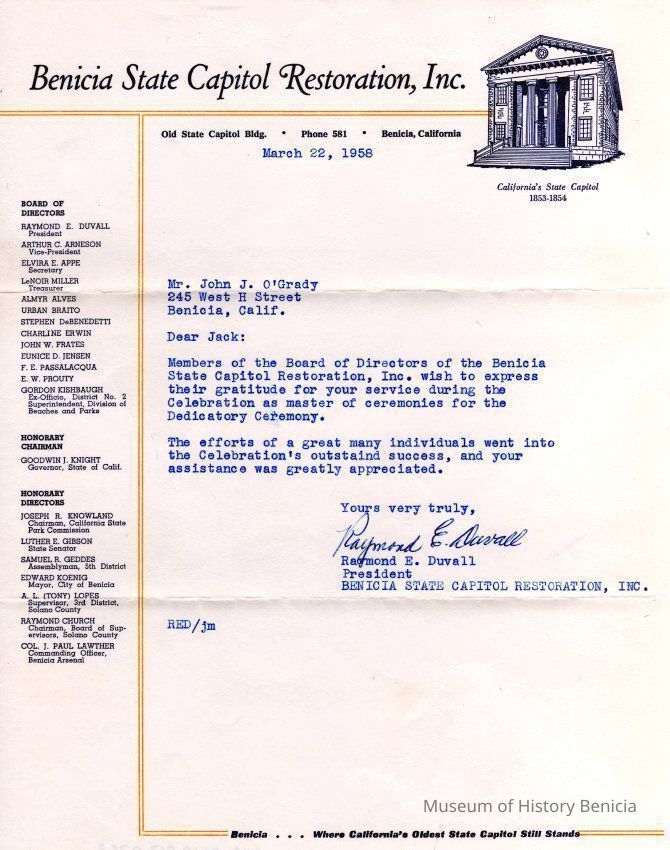 Benicia State Capitol Restoration, Inc.
Old State Capitol Bldg. • Phone 581 • Benicia, California
March 22, 1958
California's State Capitol
1853-1854
BOARD OF
DIRECTORS
RAYMOND E. DUVALL
President
ARTHUR C. ARNESON
Vice-President
ELVIRA E. APPE
Secretary
LeNOIR MILLER
Treasurer
ALMYR ALVES
URBAN BRAITO
STEPHEN DeBENEDETTI
CHARLINE ERWIN
JOHN W. FRATES
EUNICE D. JENSEN
F. E. PASSALACQUA
E. W. PROUTY
GORDON KISHBAUGH
Ex-Officio, District No. 2
Superintendent, Division of
Beaches and Parks
HONORARY
CHAIRMAN
GOODWIN J. KNIGHT
Governor, State of Calif.
HONORARY
DIRECTORS
JOSEPH R. KNOWLAND
Chairman, California State
Park Commission
LUTHER E. GIBSON
State Senator
SAMUEL R. GEDDES
Assemblyman, 5th District
EDWARD KOENIG
Mayor, City of Benicia
A. L. (TONY) LOPES
Supervisor, 3rd District,
Solano County
RAYMOND CHURCH
Chairman, Board of Sup-
ervisors, Solano County
COL. J. PAUL LAWTHER
Commanding Officer,
Benicia Arsenal
Mr. John J. O'Grady
245 West H Street
Benicia, Calif.
Dear Jack:
Members of the Board of Directors of the Benicia
State Capitol Restoration, Inc. wish to express
their gratitude for your service during the
Celebration as master of ceremonies for the
Dedicatory Ceremony.
The efforts of a great many individuals went into
the Celebration's outstaind success, and your
assistance was greatly appreciated.
Yours very truly,
Raymond E. Duvall
Raymond E. Duvall
President
BENICIA STATE CAPITOL RESTORATION, INC.
RED/jm
Museum of History Benicia
Benicia . . . Where California's Oldest State Capitol Still Stands